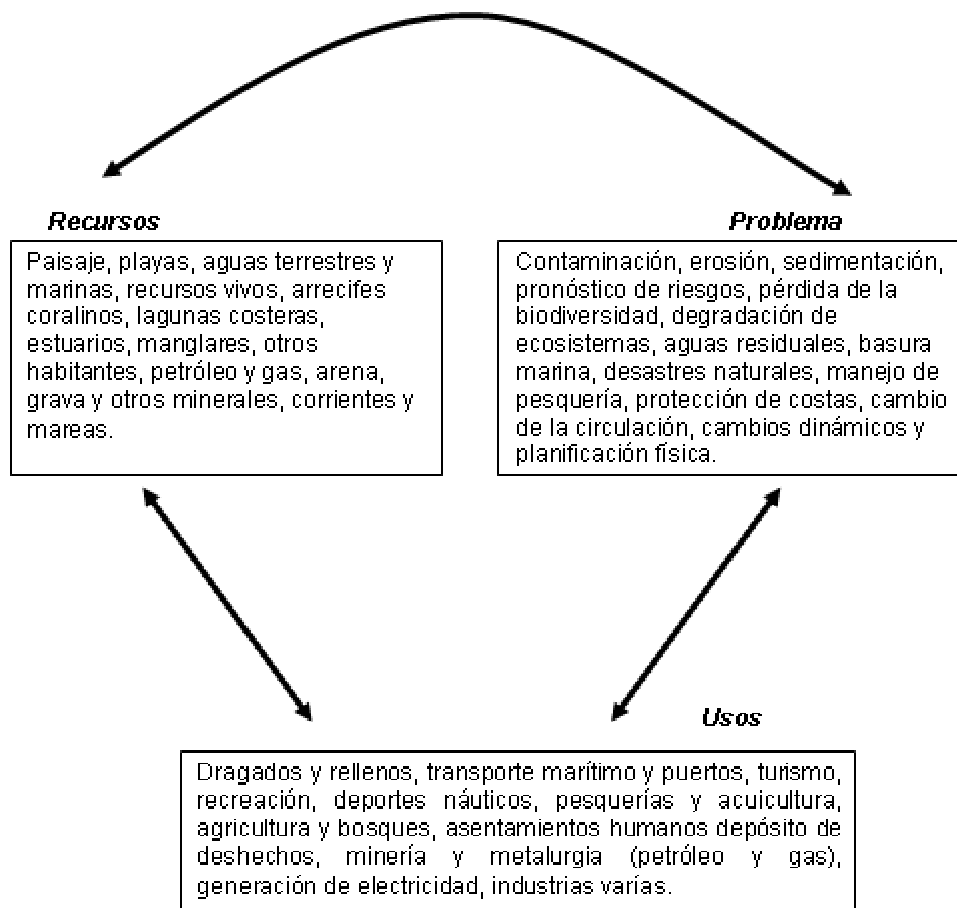 Recursos
Paisaje, playas, aguas terrestres y
marinas, recursos vivos, arrecifes
coralinos, lagunas costeras,
estuarios, manglares, otros
habitantes, petróleo y gas, arena,
grava y otros minerales, corrientes y
mareas.
Problema
Contaminación, erosión, sedimentación,
pronóstico de riesgos, pérdida de la
biodiversidad, degradación de
ecosistemas, aguas residuales, basura
marina, desastres naturales, manejo de
pesquería, protección de costas, cambio
de la circulación, cambios dinámicos y
planificación física.
Usos
Dragados y rellenos, transporte marítimo y puertos, turismo,
recreación, deportes náuticos, pesquerías y acuicultura,
agricultura y bosques, asentamientos humanos depósito de
deshechos, minería y metalurgia (petróleo y gas),
generación de electricidad, industrias varías.